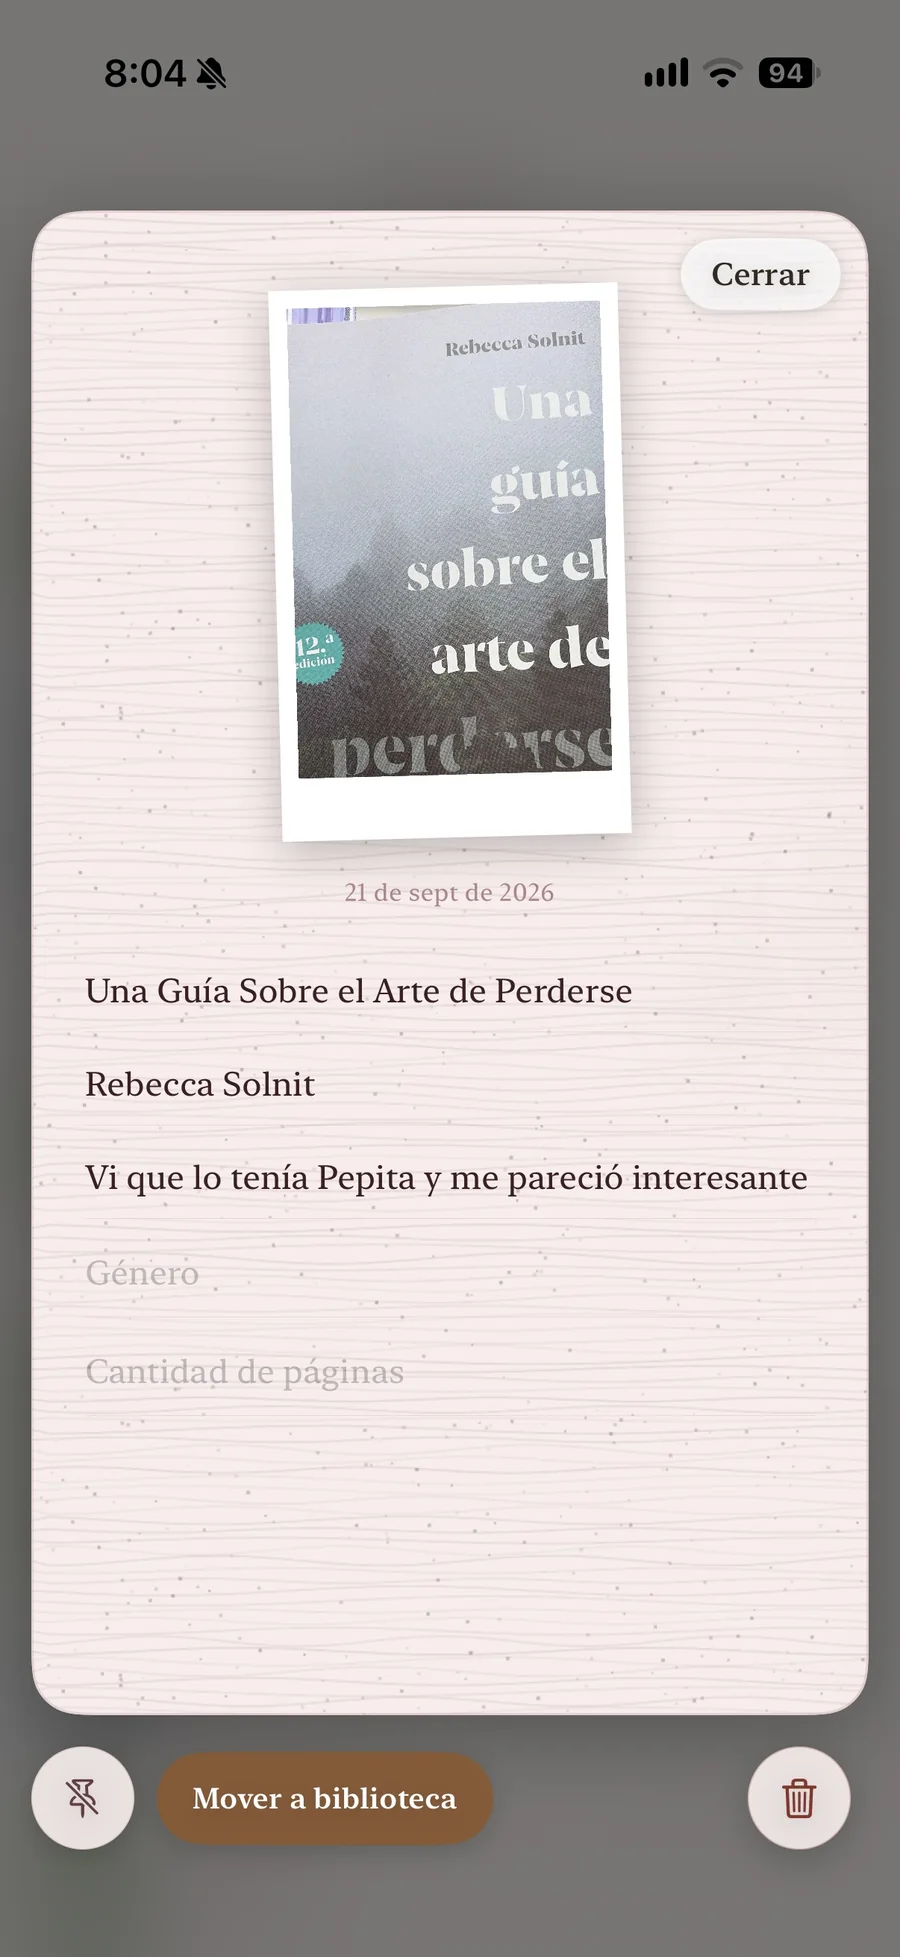 8:04
94
Cerrar
Rebecca Solnit
Una
guía
sobre el
arte de
perderse
12.ª
edición
21 de sept de 2026
Una Guía Sobre el Arte de Perderse
Rebecca Solnit
Vi que lo tenía Pepita y me pareció interesante
Género
Cantidad de páginas
Mover a biblioteca